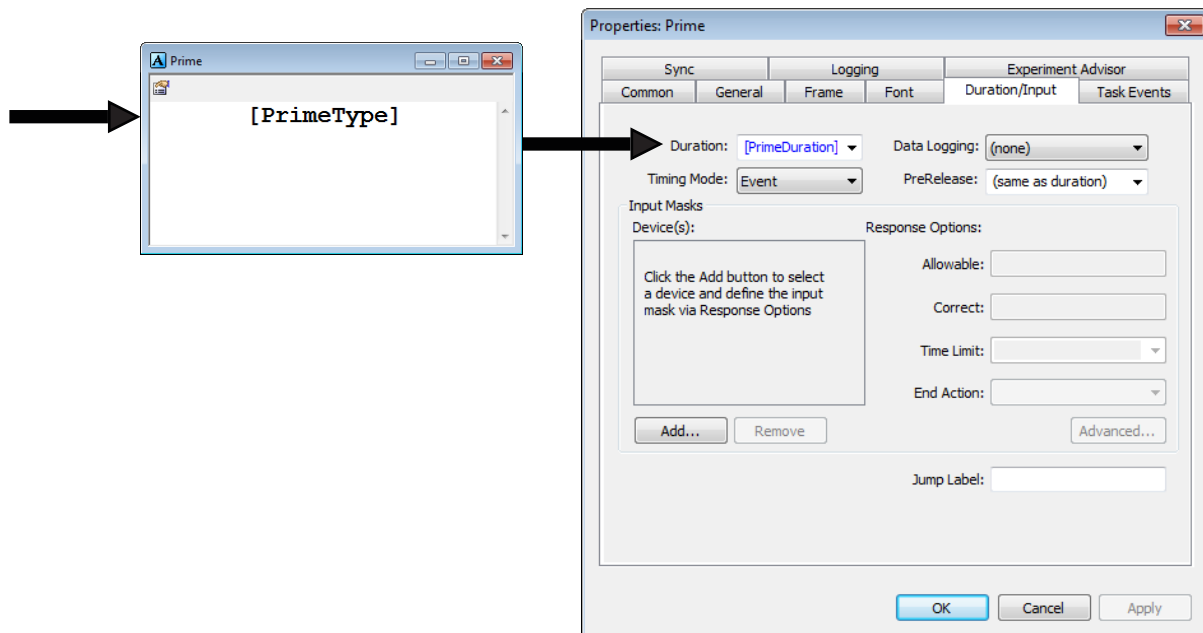 Prime
[PrimeType]
Properties: Prime
Sync Logging Experiment Advisor
Common General Frame Font Duration/Input Task Events
Duration: [PrimeDuration] Data Logging: (none)
Timing Mode: Event PreRelease: (same as duration)
Input Masks
Device(s): Response Options:
Click the Add button to select
a device and define the input
mask via Response Options
Allowable:
Correct:
Time Limit:
End Action:
Add... Remove Advanced...
Jump Label:
OK Cancel Apply